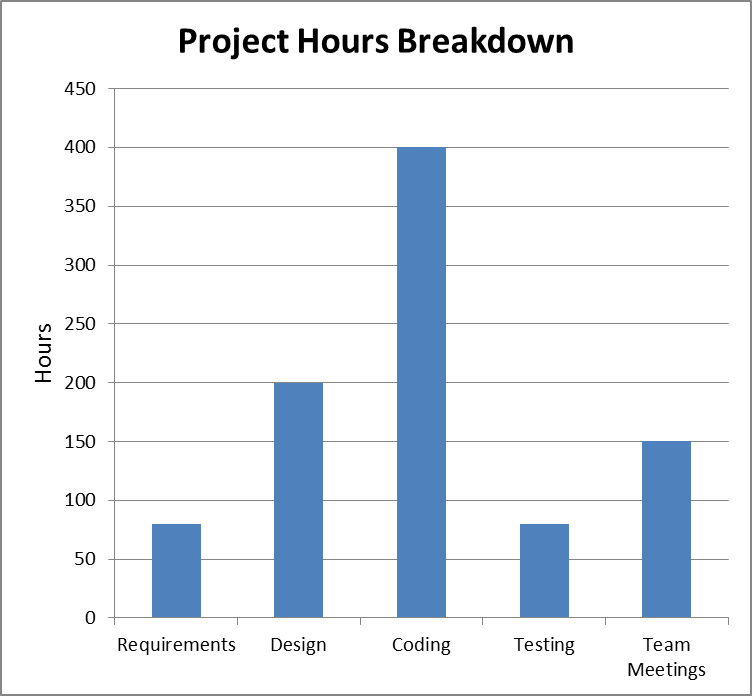 Project Hours Breakdown
450
400
350
300
250
200
150
100
50
0
Hours
Requirements
Design
Coding
Testing
Team
Meetings